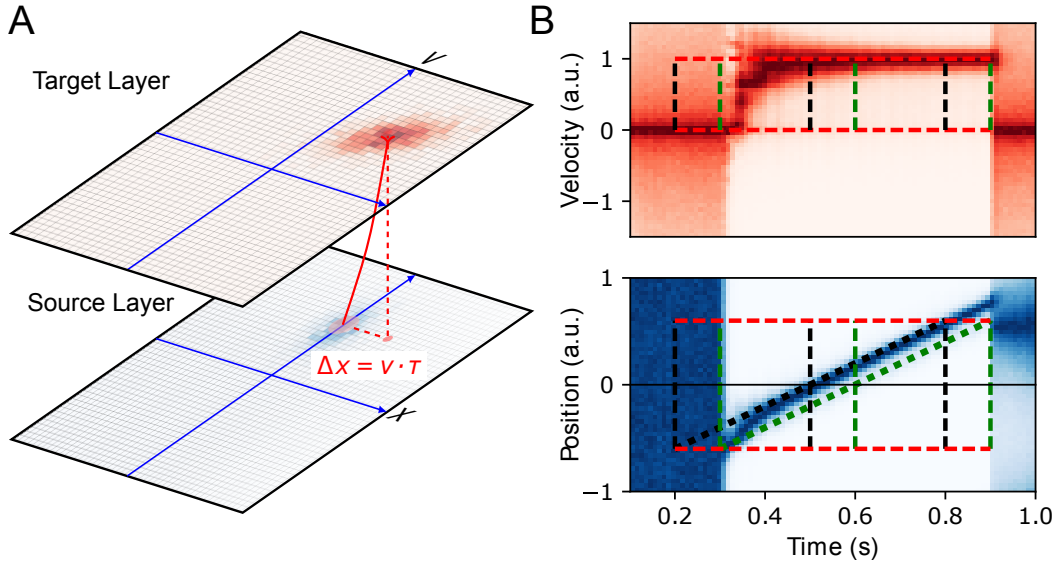 A
Target Layer
V
Source Layer
Δx = v · τ
X
B
Velocity (a.u.)
1
0
−1
Position (a.u.)
1
0
−1
0.2
0.4
0.6
0.8
1.0
Time (s)